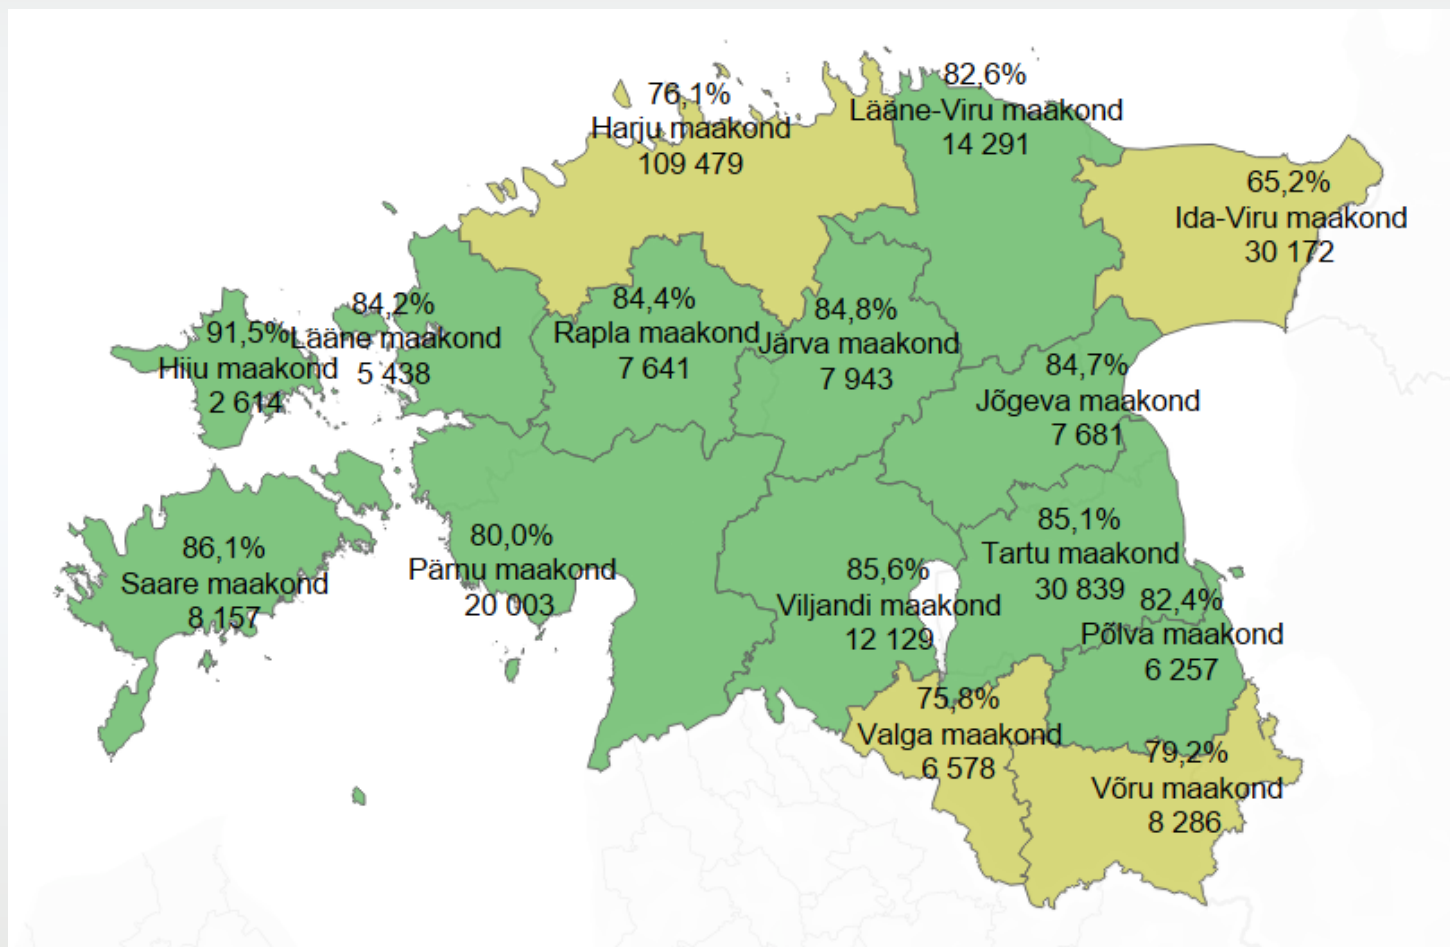 82,6%
Lääne-Viru maakond
14 291
76,1%
Harju maakond
109 479
65,2%
Ida-Viru maakond
30 172
84,2%
Lääne maakond
5 438
84,4%
Rapla maakond
7 641
84,8%
Järva maakond
7 943
91,5%
Hiiu maakond
2 614
84,7%
Jõgeva maakond
7 681
86,1%
Saare maakond
8 157
80,0%
Pärnu maakond
20 003
85,6%
Viljandi maakond
12 129
85,1%
Tartu maakond
30 839
82,4%
Põlva maakond
6 257
75,8%
Valga maakond
6 578
79,2%
Võru maakond
8 286